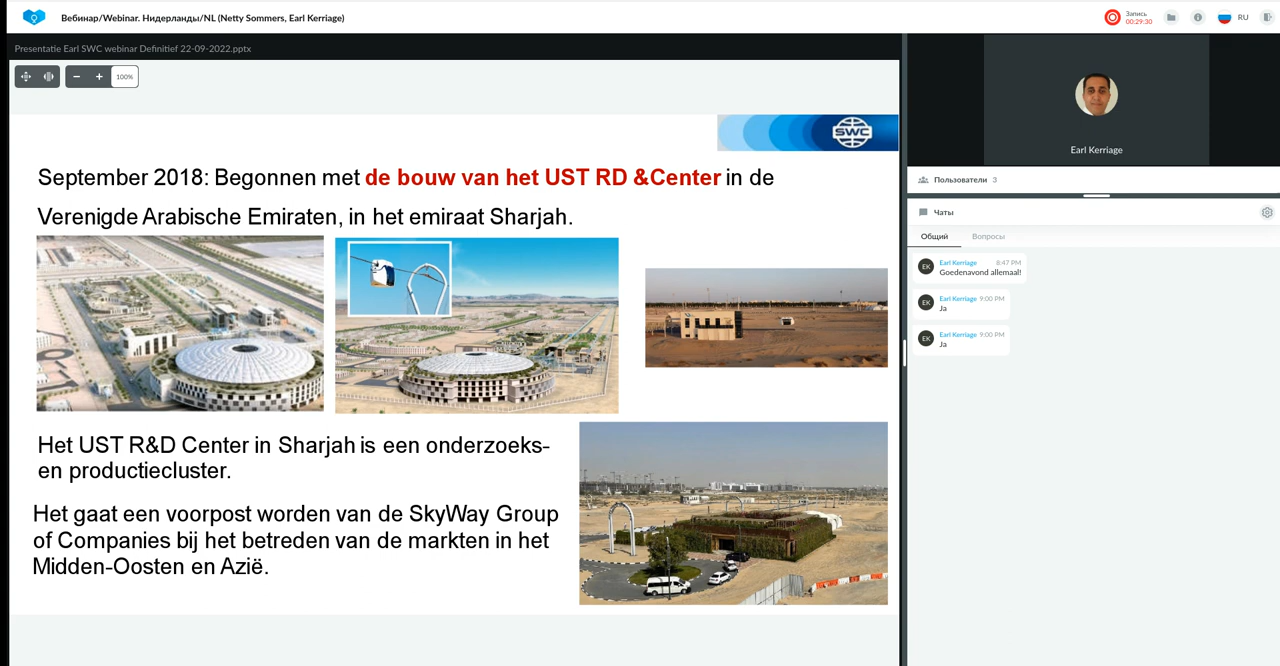 Вебинар/Webinar. Нидерланды/NL (Netty Sommers, Earl Kerriage)
Запись
00:29:30
RU
Presentatie Earl SWC webinar Definitief 22-09-2022.pptx
100%
SWC
September 2018: Begonnen met de bouw van het UST RD &Center in de
Verenigde Arabische Emiraten, in het emiraat Sharjah.
Het UST R&D Center in Sharjah is een onderzoeks-
en productiecluster.
Het gaat een voorpost worden van de SkyWay Group
of Companies bij het betreden van de markten in het
Midden-Oosten en Azië.
Earl Kerriage
Пользователи 3
Чаты
Общий Вопросы
EK Earl Kerriage 8:47 PM
Goedenavond allemaal!
EK Earl Kerriage 9:00 PM
Ja
EK Earl Kerriage 9:00 PM
Ja